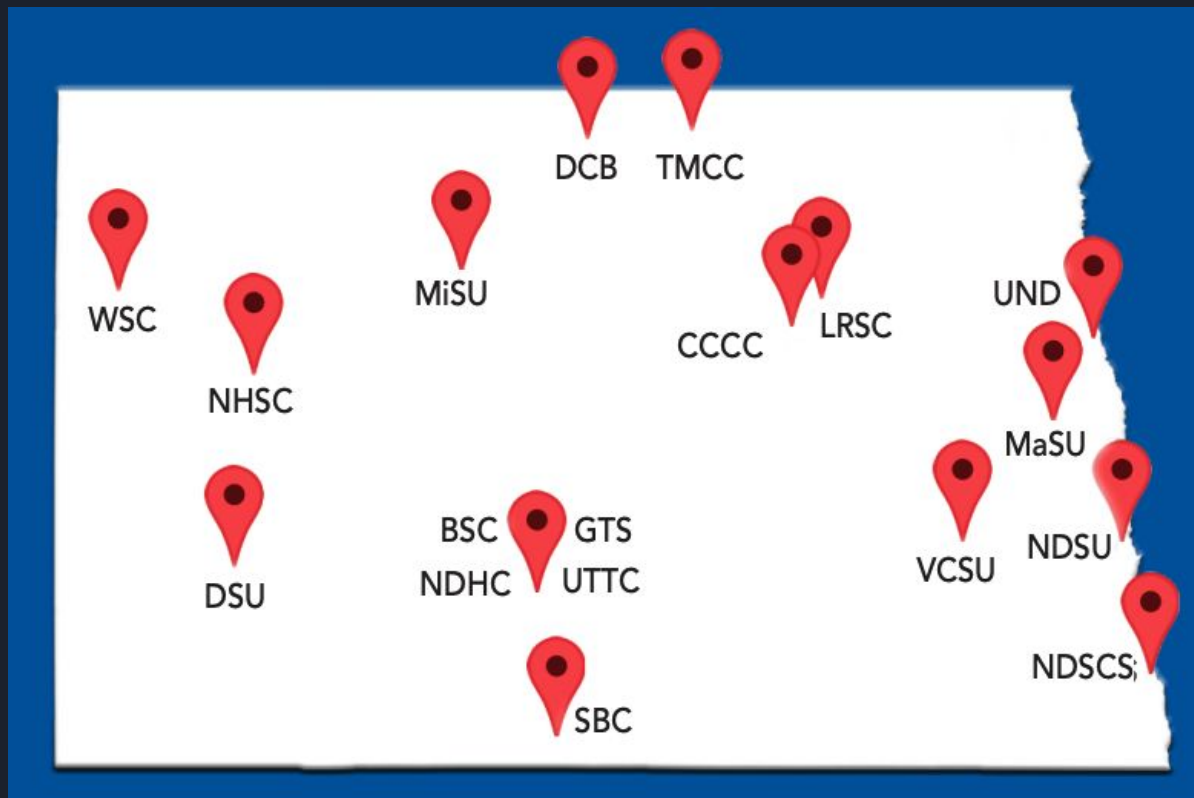 DCB
TMCC
WSC
MiSU
UND
LRSC
CCCC
NHSC
MaSU
BSC
GTS
NDSU
VCSU
NDHC
UTTC
DSU
NDSCS
SBC